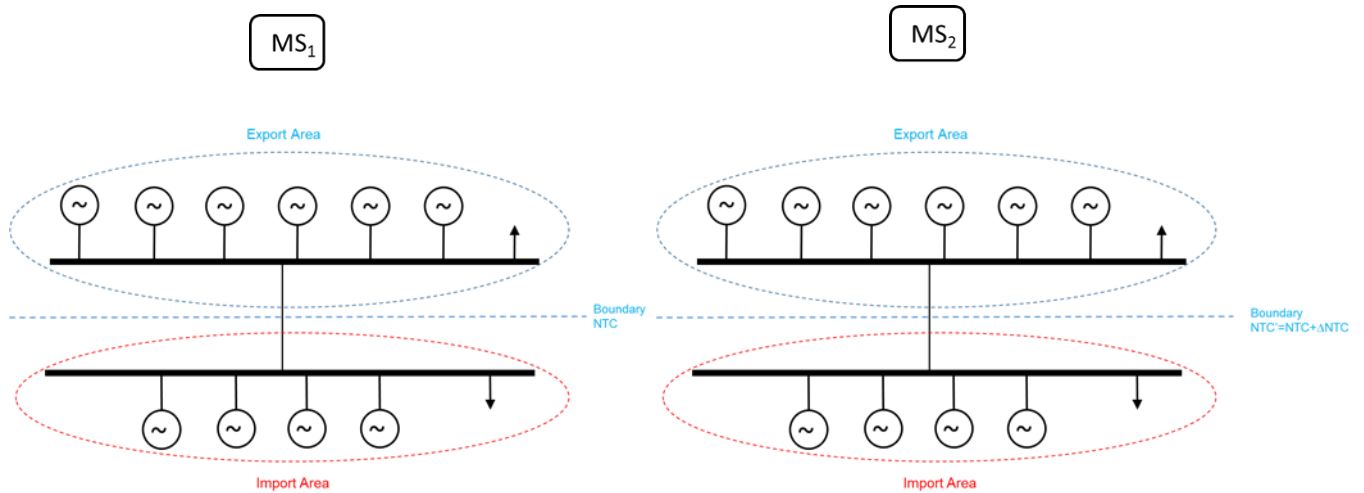 MS₁
MS₂
Export Area
Export Area
~ ~ ~ ~ ~ ~
~ ~ ~ ~ ~ ~
Boundary
NTC
Boundary
NTC'=NTC+ΔNTC
~ ~ ~ ~
~ ~ ~ ~
Import Area
Import Area